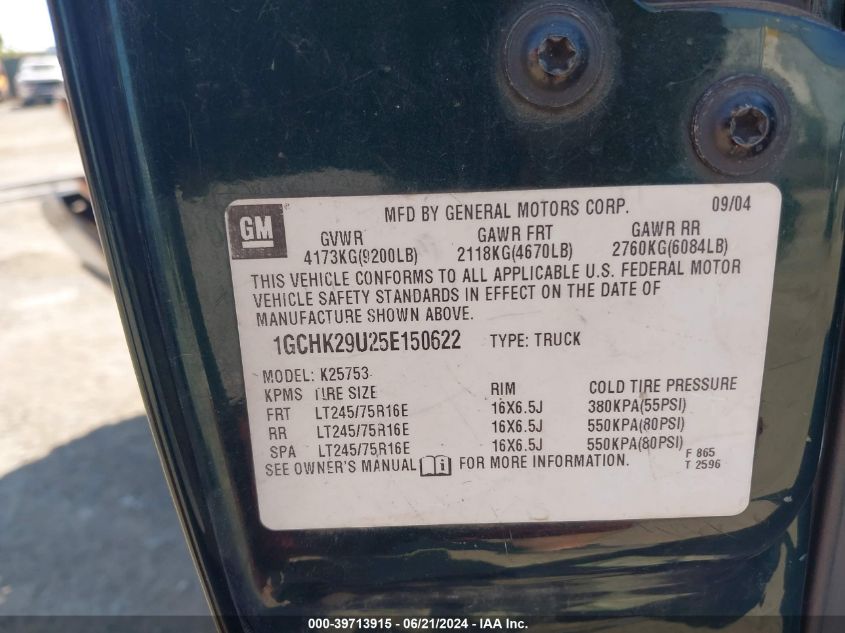 GM
MFD BY GENERAL MOTORS CORP. 09/04
GVWR GAWR FRT GAWR RR
4173KG(9200LB) 2118KG(4670LB) 2760KG(6084LB)
THIS VEHICLE CONFORMS TO ALL APPLICABLE U.S. FEDERAL MOTOR
VEHICLE SAFETY STANDARDS IN EFFECT ON THE DATE OF
MANUFACTURE SHOWN ABOVE.
1GCHK29U25E150622 TYPE: TRUCK
MODEL: K25753
KPMS TIRE SIZE RIM COLD TIRE PRESSURE
FRT LT245/75R16E 16X6.5J 380KPA(55PSI)
RR LT245/75R16E 16X6.5J 550KPA(80PSI)
SPA LT245/75R16E 16X6.5J 550KPA(80PSI)
SEE OWNER'S MANUAL FOR MORE INFORMATION.
F 865
T 2596
000-39713915 - 06/21/2024 - IAA Inc.